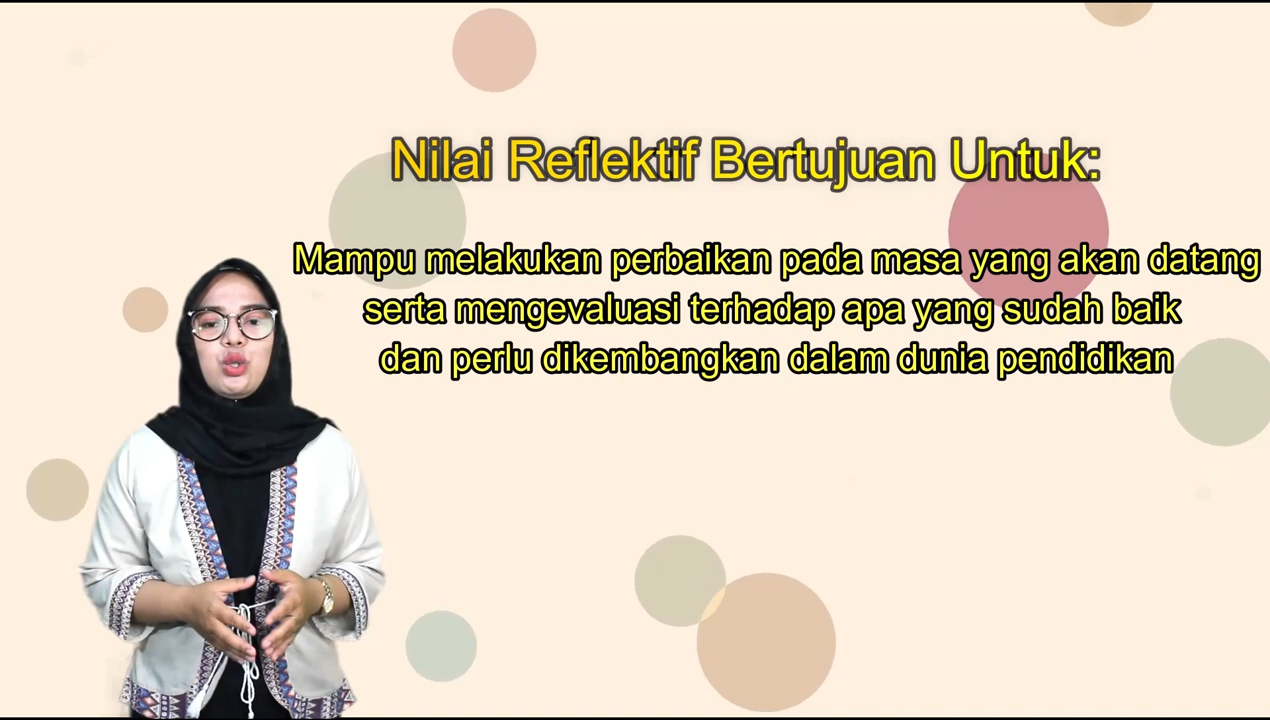 Nilai Reflektif Bertujuan Untuk:
Mampu melakukan perbaikan pada masa yang akan datang
serta mengevaluasi terhadap apa yang sudah baik
dan perlu dikembangkan dalam dunia pendidikan